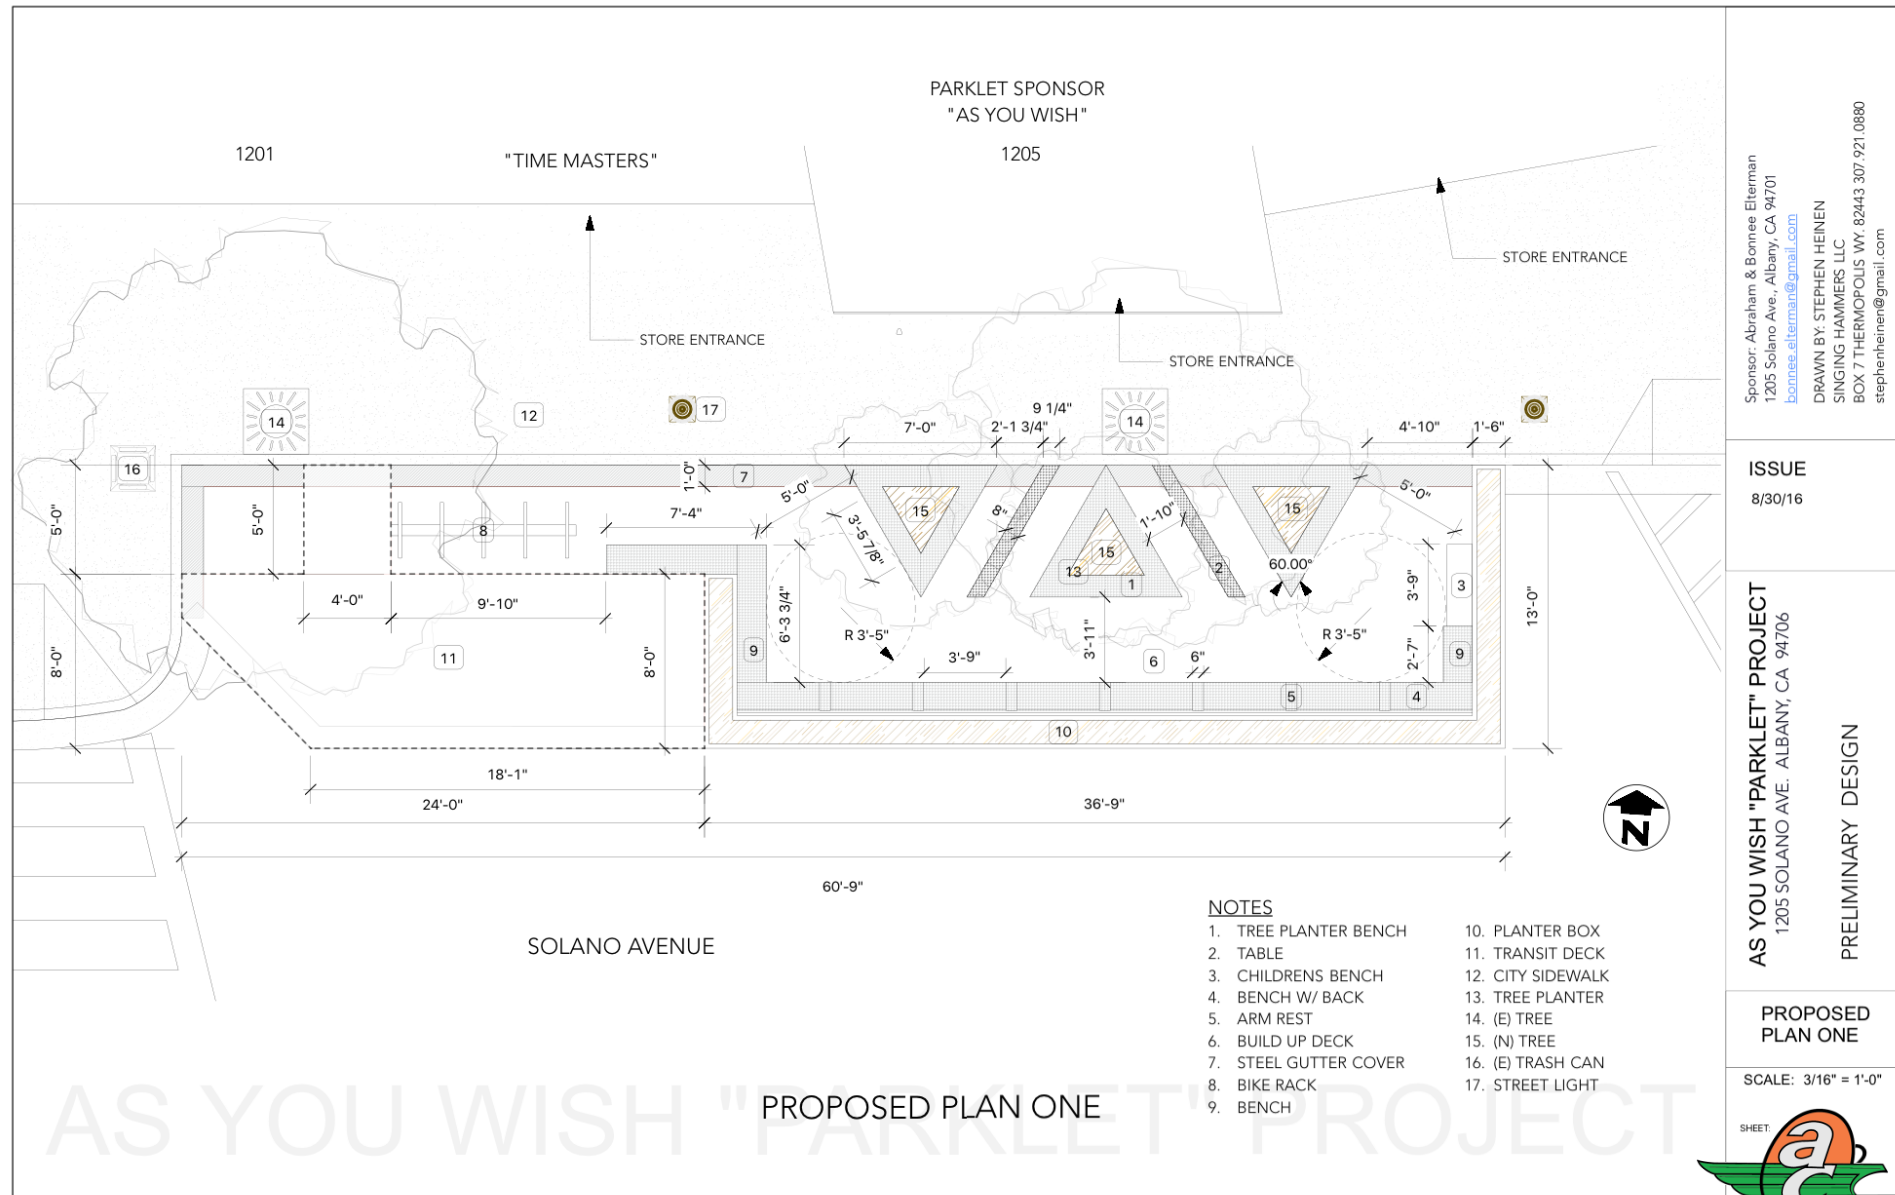 PARKLET SPONSOR
"AS YOU WISH"
1201
"TIME MASTERS"
1205
STORE ENTRANCE
STORE ENTRANCE
STORE ENTRANCE
14
12
17
14
9 1/4"
7'-0"
2'-1 3/4"
4'-10"
1'-6"
16
7
1'-0"
5'-0"
5'-0"
5'-0"
5'-0"
7'-4"
8
3'-5 7/8"
15
8"
1'-10"
15
15
13
1
2
60.00°
3
3'-9"
13'-0"
4'-0"
9'-10"
6'-3 3/4"
R 3'-5"
R 3'-5"
8'-0"
11
8'-0"
9
3'-9"
3'-11"
6
6"
2'-7"
9
5
4
10
18'-1"
24'-0"
36'-9"
60'-9"
N
SOLANO AVENUE
NOTES
1. TREE PLANTER BENCH
2. TABLE
3. CHILDRENS BENCH
4. BENCH W/ BACK
5. ARM REST
6. BUILD UP DECK
7. STEEL GUTTER COVER
8. BIKE RACK
9. BENCH
10. PLANTER BOX
11. TRANSIT DECK
12. CITY SIDEWALK
13. TREE PLANTER
14. (E) TREE
15. (N) TREE
16. (E) TRASH CAN
17. STREET LIGHT
AS YOU WISH "PARKLET" PROJECT
PROPOSED PLAN ONE
Sponsor: Abraham & Bonnee Elterman
1205 Solano Ave., Albany, CA 94701
bonnee.elterman@gmail.com
DRAWN BY: STEPHEN HEINEN
SINGING HAMMERS LLC
BOX 7 THERMOPOLIS WY. 82443 307.921.0880
stephenheinen@gmail.com
ISSUE
8/30/16
AS YOU WISH "PARKLET" PROJECT
1205 SOLANO AVE. ALBANY, CA 94706
PRELIMINARY DESIGN
PROPOSED
PLAN ONE
SCALE: 3/16" = 1'-0"
SHEET:
a